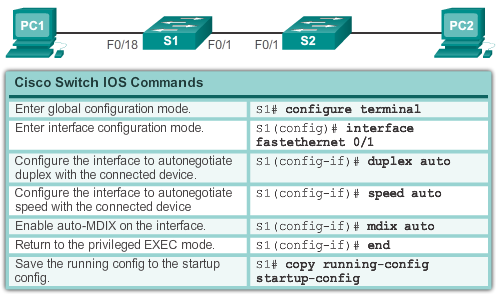 PC1
S1
S2
PC2
F0/18
F0/1
F0/1
Cisco Switch IOS Commands
Enter global configuration mode.
S1# configure terminal
Enter interface configuration mode.
S1(config)# interface
fastethernet 0/1
Configure the interface to autonegotiate
duplex with the connected device.
S1(config-if)# duplex auto
Configure the interface to autonegotiate
speed with the connected device
S1(config-if)# speed auto
Enable auto-MDIX on the interface.
S1(config-if)# mdix auto
Return to the privileged EXEC mode.
S1(config-if)# end
Save the running config to the startup
config.
S1# copy running-config
startup-config